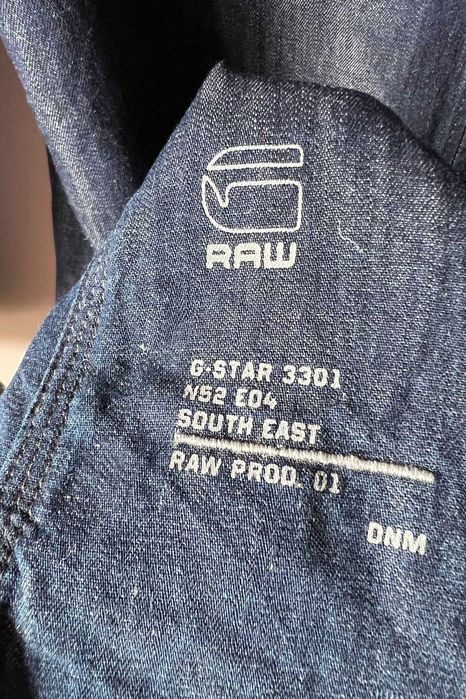 RAW
G-STAR 3301
N52 E04
SOUTH EAST
RAW PROD. 01
DNM